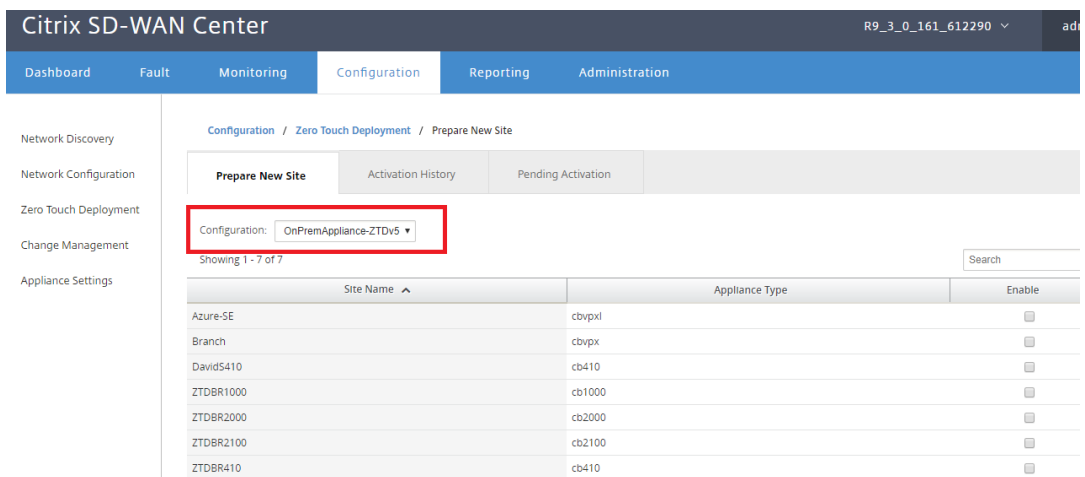 Citrix SD-WAN Center R9_3_0_161_612290
Dashboard Fault Monitoring Configuration Reporting Administration
Network Discovery
Network Configuration
Zero Touch Deployment
Change Management
Appliance Settings
Configuration / Zero Touch Deployment / Prepare New Site
Prepare New Site Activation History Pending Activation
Configuration: OnPremAppliance-ZTDv5
Showing 1 - 7 of 7 Search
Site Name Appliance Type Enable
Azure-SE cbvpxl
Branch cbvpx
DavidS410 cb410
ZTDBR1000 cb1000
ZTDBR2000 cb2000
ZTDBR2100 cb2100
ZTDBR410 cb410